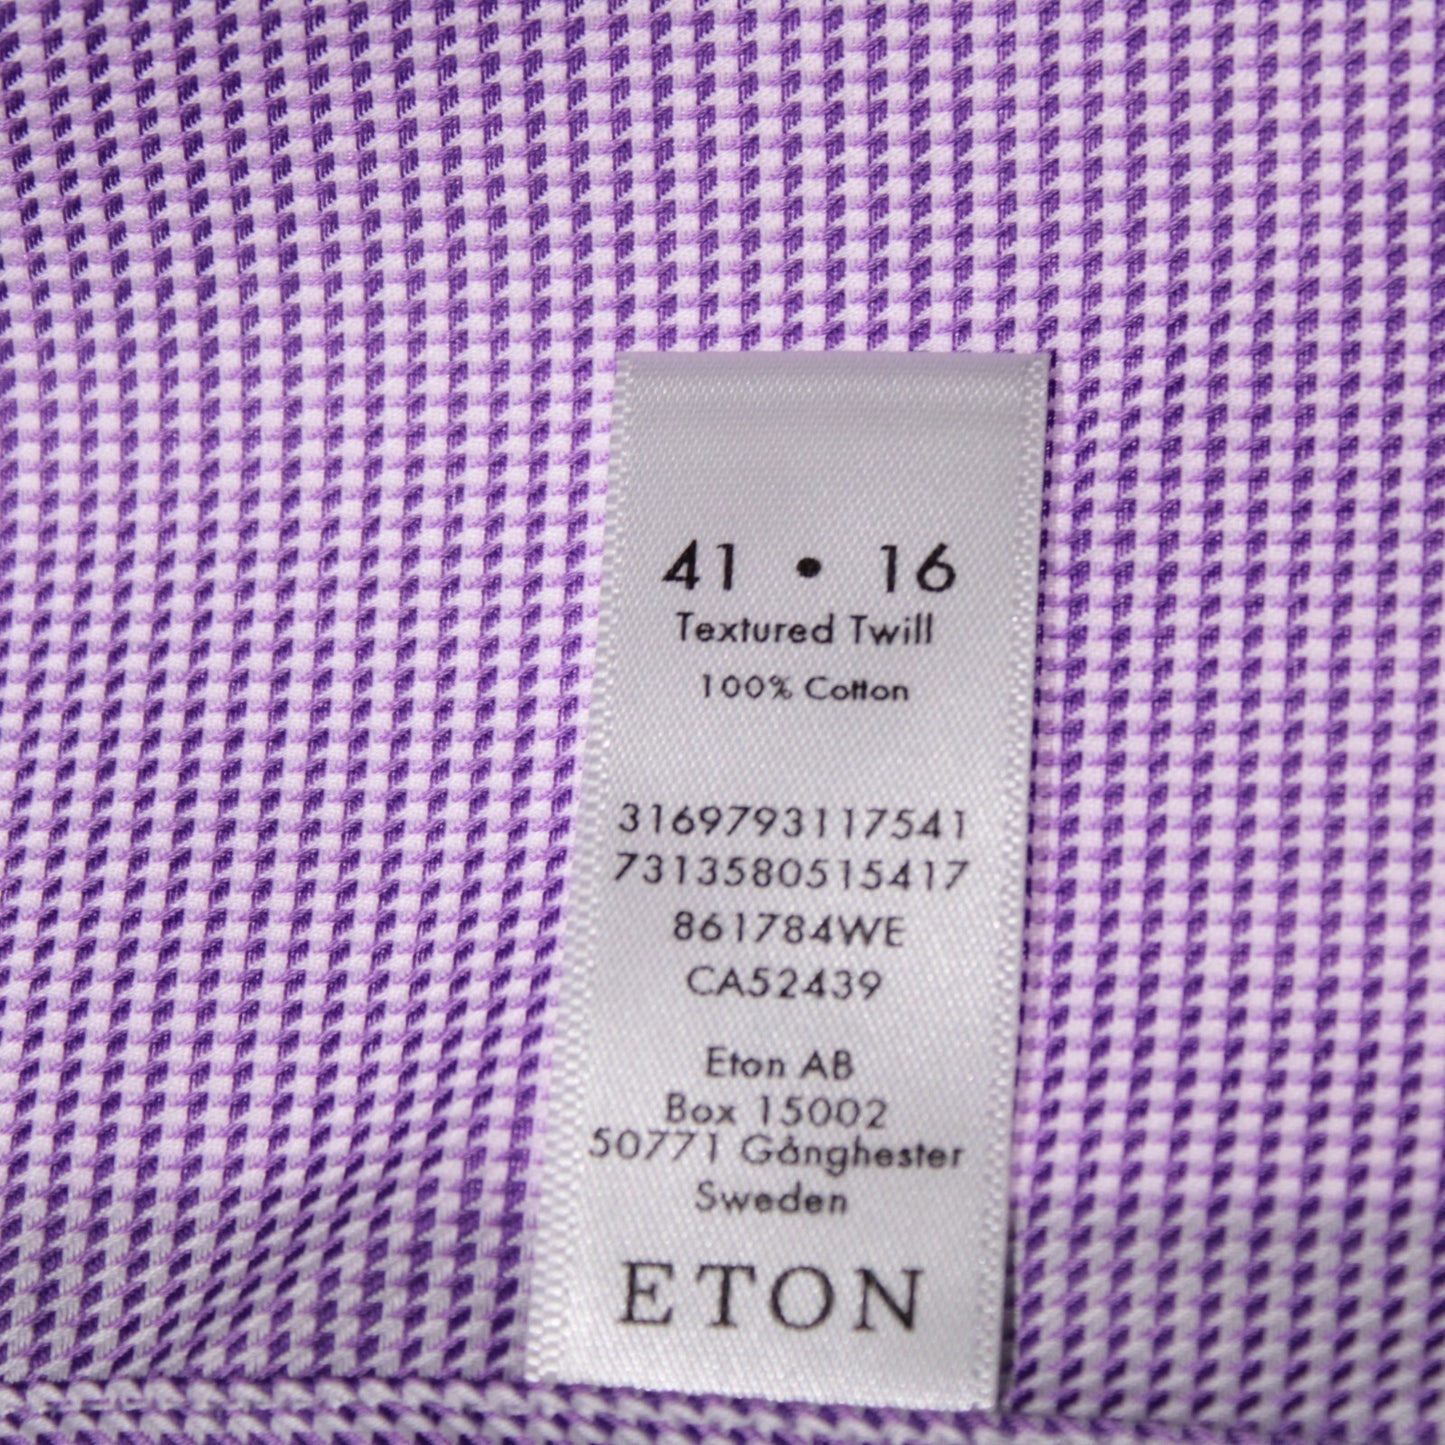 41 • 16
Textured Twill
100% Cotton
3169793117541
7313580515417
861784WE
CA52439
Eton AB
Box 15002
50771 Gånghester
Sweden
ETON